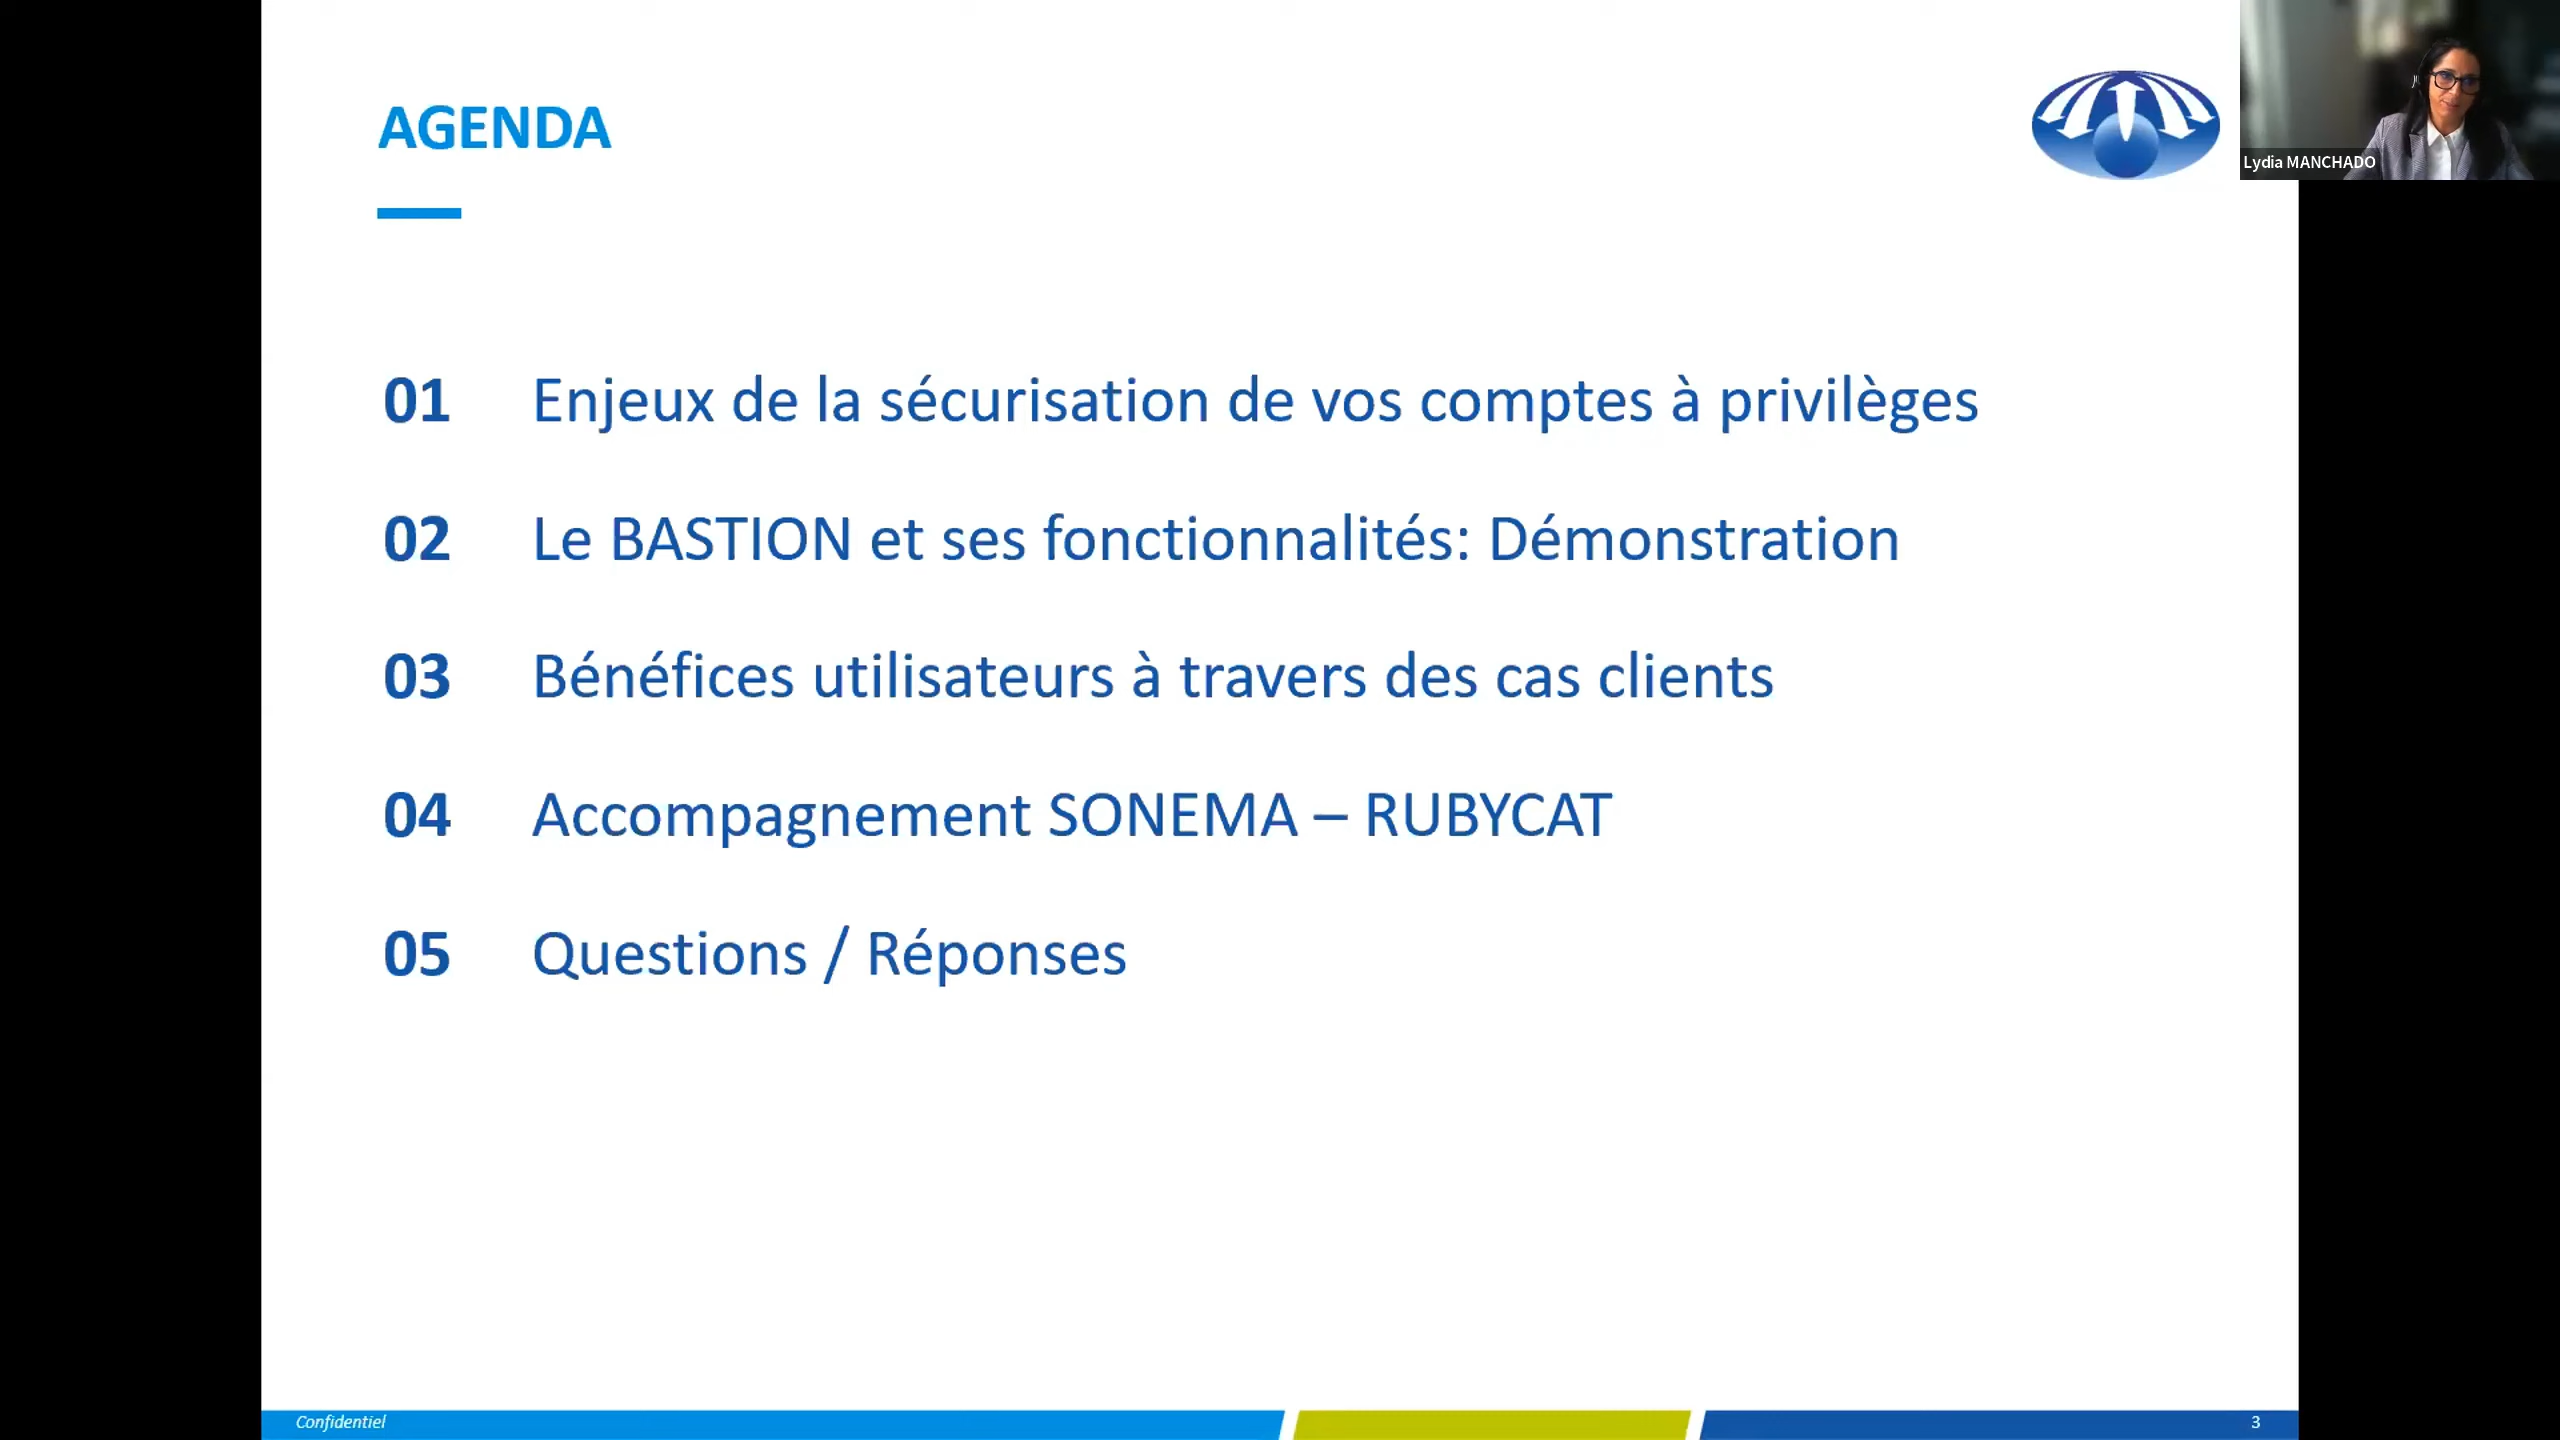 AGENDA
Lydia MANCHADO
01 Enjeux de la sécurisation de vos comptes à privilèges
02 Le BASTION et ses fonctionnalités: Démonstration
03 Bénéfices utilisateurs à travers des cas clients
04 Accompagnement SONEMA – RUBYCAT
05 Questions / Réponses
Confidentiel
3